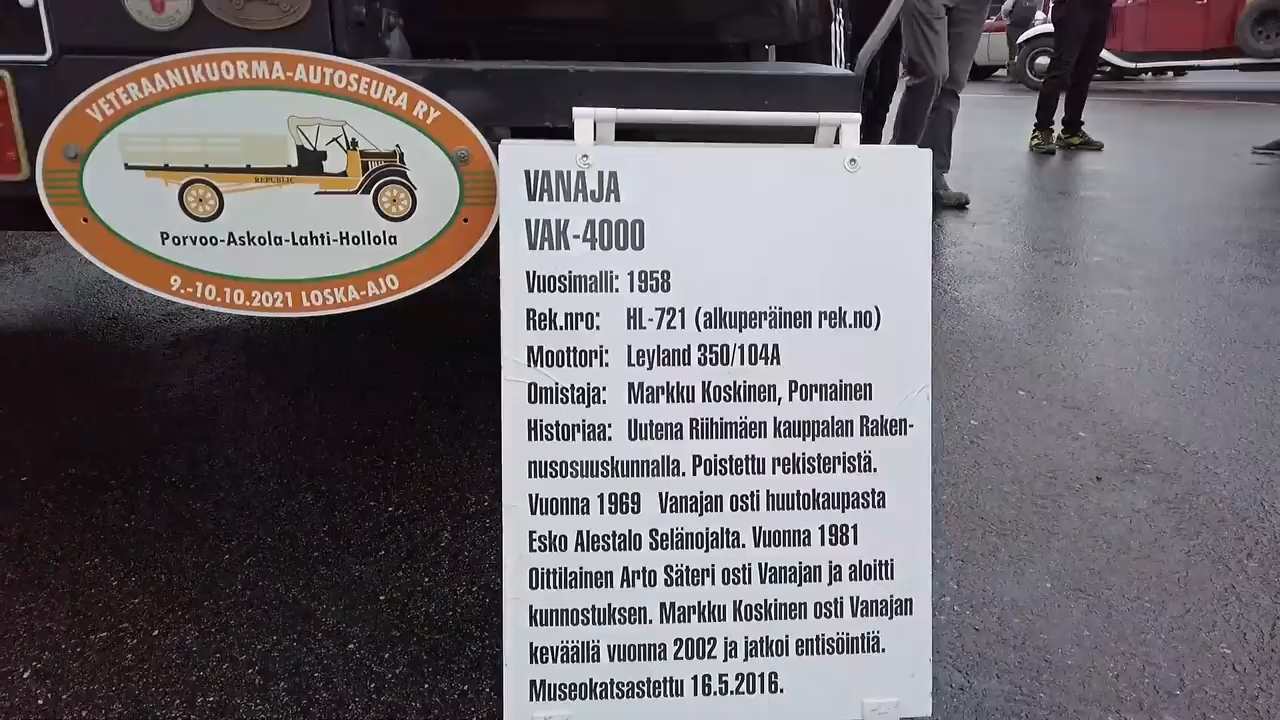 VETERAANIKUORMA-AUTOSEURA RY
REPUBLIC
Porvoo-Askola-Lahti-Hollola
9.-10.10.2021 LOSKA-AJO
VANAJA
VAK-4000
Vuosimalli: 1958
Rek.nro: HL-721 (alkuperäinen rek.no)
Moottori: Leyland 350/104A
Omistaja: Markku Koskinen, Pornainen
Historiaa: Uutena Riihimäen kauppalan Raken-
nusosuuskunnalla. Poistettu rekisteristä.
Vuonna 1969 Vanajan osti huutokaupasta
Esko Alestalo Selänojalta. Vuonna 1981
Oittilainen Arto Säteri osti Vanajan ja aloitti
kunnostuksen. Markku Koskinen osti Vanajan
keväällä vuonna 2002 ja jatkoi entisöintiä.
Museokatsastettu 16.5.2016.